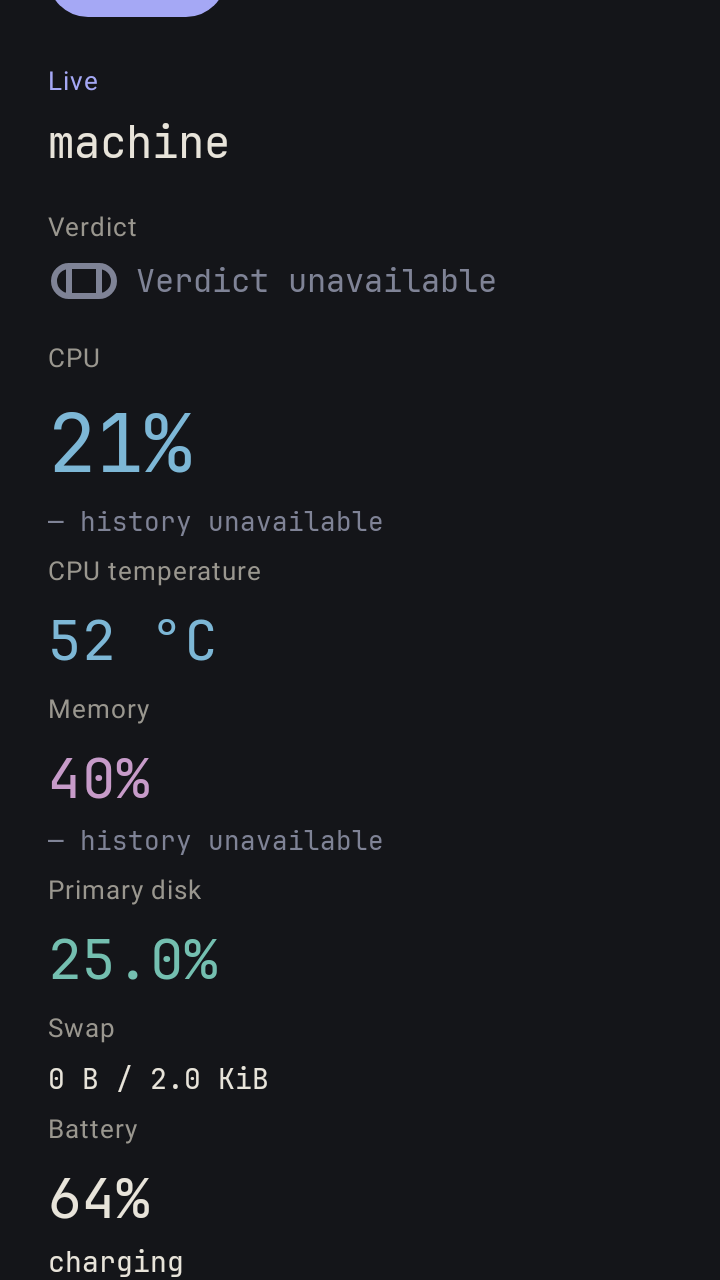 Live
machine
Verdict
Verdict unavailable
CPU
21%
— history unavailable
CPU temperature
52 °C
Memory
40%
— history unavailable
Primary disk
25.0%
Swap
0 B / 2.0 KiB
Battery
64%
charging